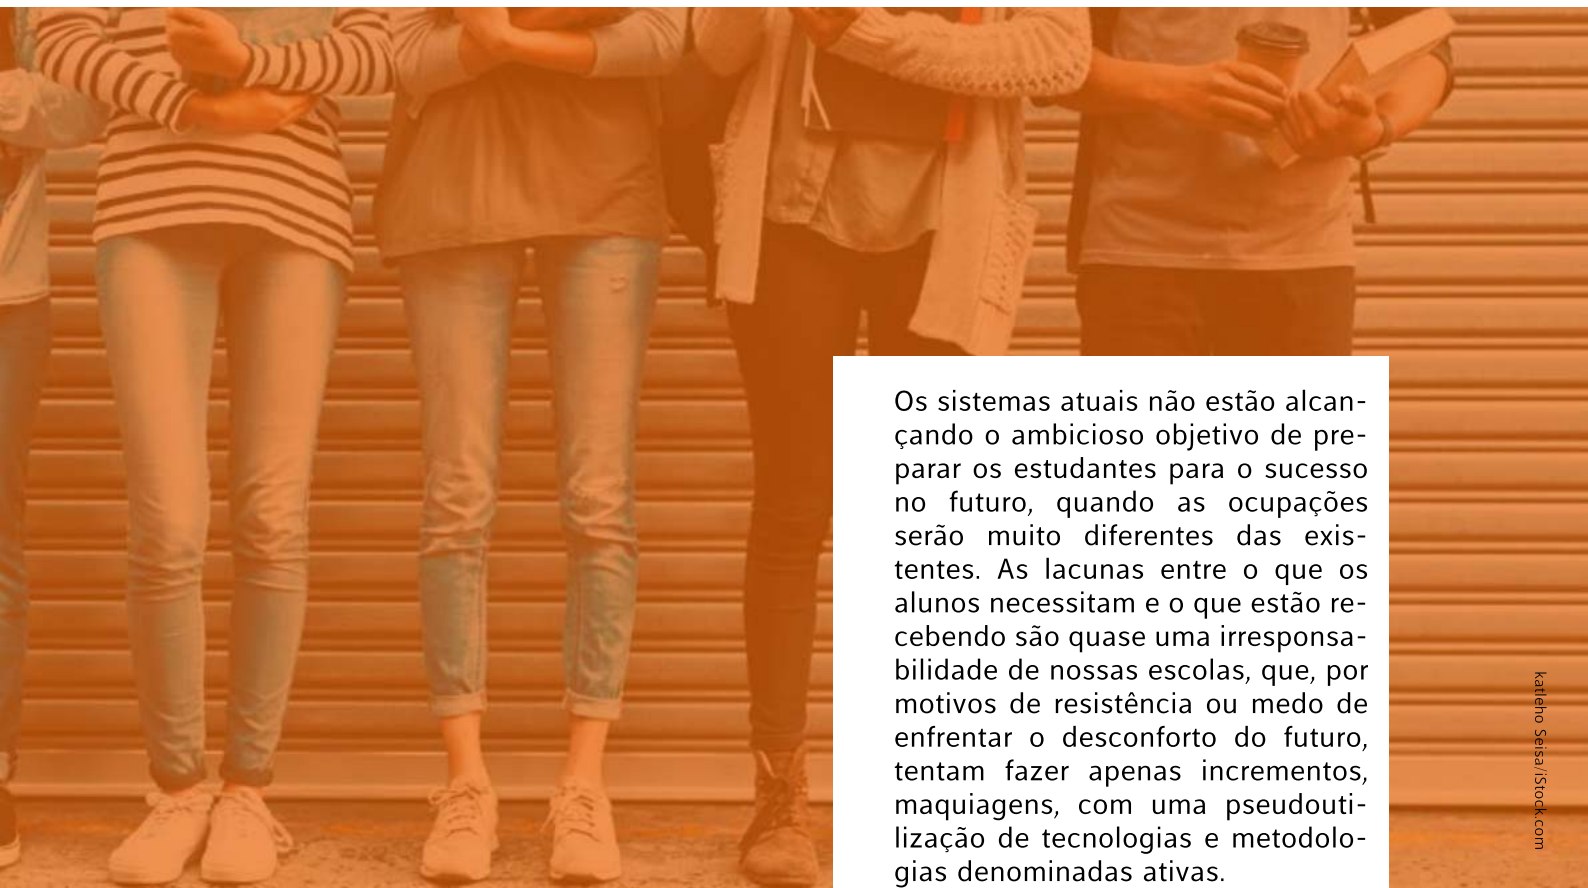 Os sistemas atuais não estão alcan-
çando o ambicioso objetivo de pre-
parar os estudantes para o sucesso
no futuro, quando as ocupações
serão muito diferentes das exis-
tentes. As lacunas entre o que os
alunos necessitam e o que estão re-
cebendo são quase uma irresponsa-
bilidade de nossas escolas, que, por
motivos de resistência ou medo de
enfrentar o desconforto do futuro,
tentam fazer apenas incrementos,
maquiagens, com uma pseudouti-
lização de tecnologias e metodolo-
gias denominadas ativas.
katleho Seisa/iStock.com